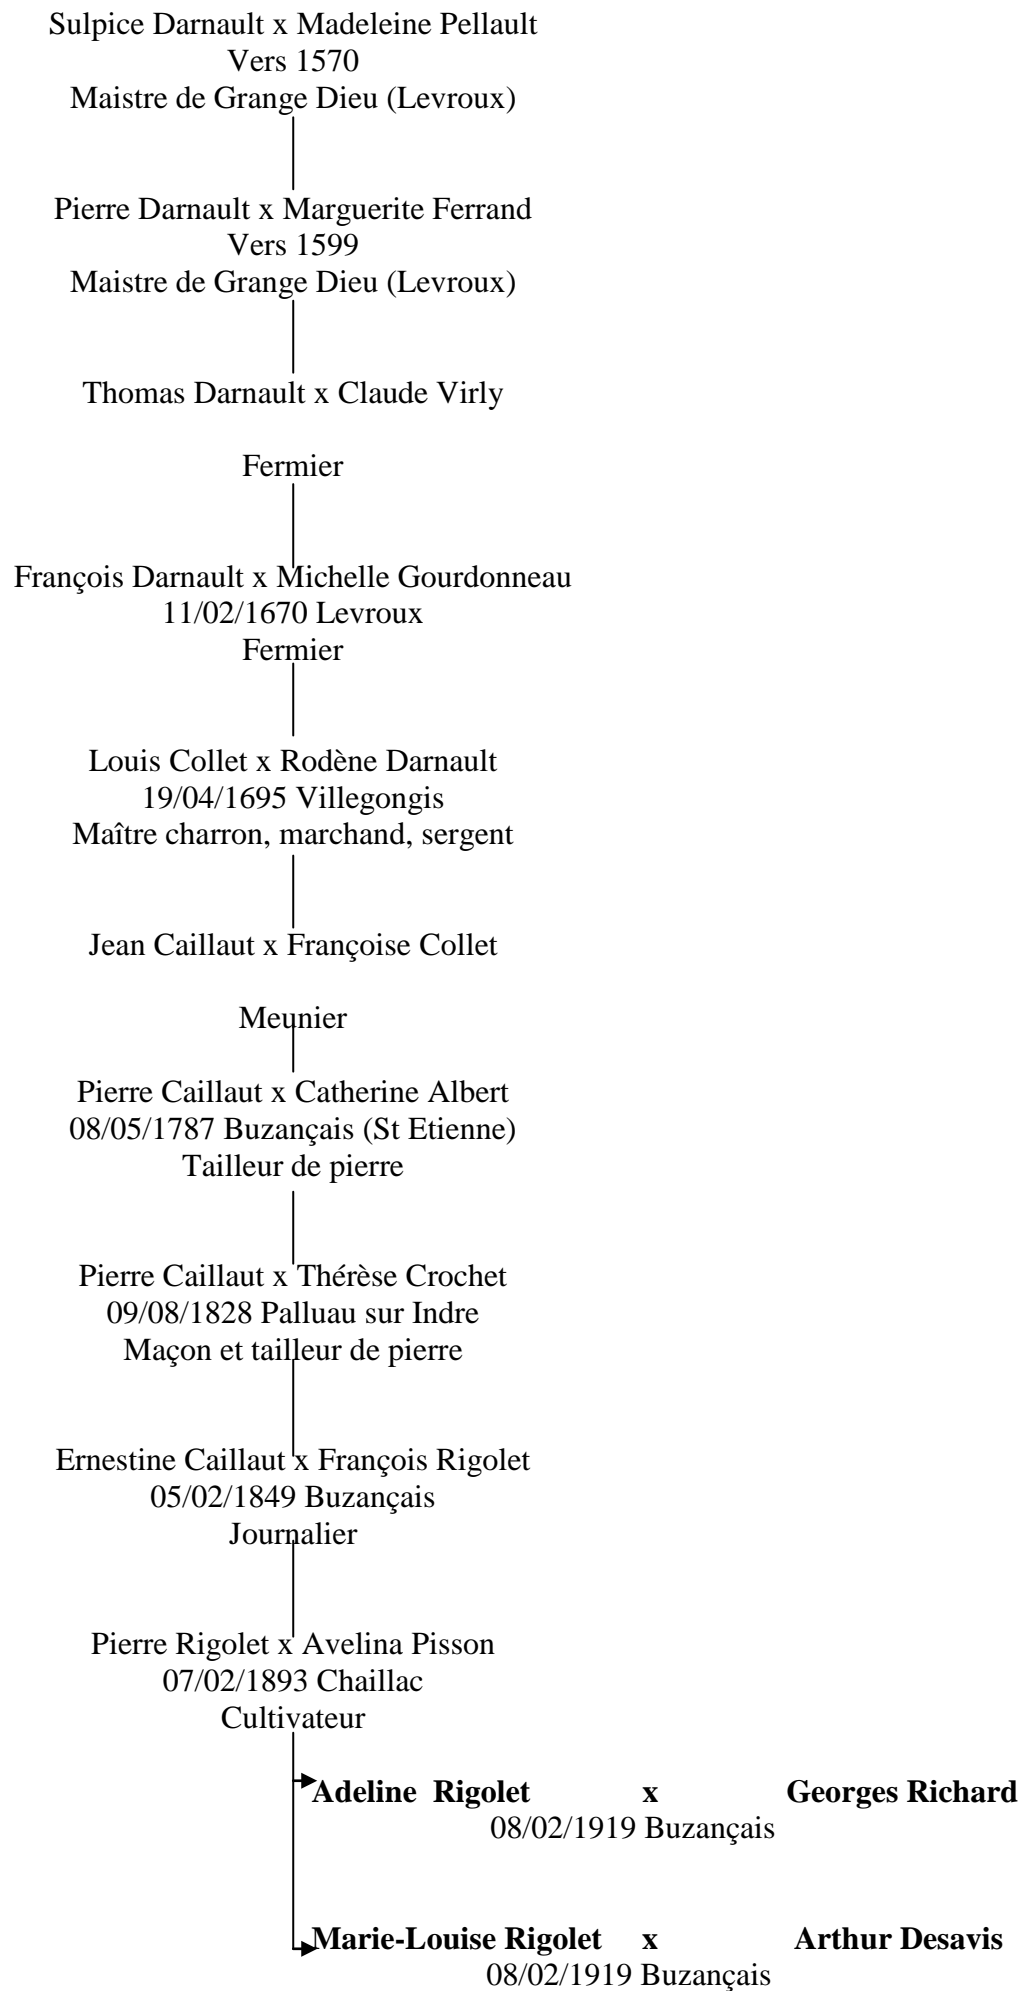 Sulpice Darnault x Madeleine Pellault
Vers 1570
Maistre de Grange Dieu (Levroux)
Pierre Darnault x Marguerite Ferrand
Vers 1599
Maistre de Grange Dieu (Levroux)
Thomas Darnault x Claude Virly
Fermier
François Darnault x Michelle Gourdonneau
11/02/1670 Levroux
Fermier
Louis Collet x Rodène Darnault
19/04/1695 Villegongis
Maître charron, marchand, sergent
Jean Caillaut x Françoise Collet
Meunier
Pierre Caillaut x Catherine Albert
08/05/1787 Buzançais (St Etienne)
Tailleur de pierre
Pierre Caillaut x Thérèse Crochet
09/08/1828 Palluau sur Indre
Maçon et tailleur de pierre
Ernestine Caillaut x François Rigolet
05/02/1849 Buzançais
Journalier
Pierre Rigolet x Avelina Pisson
07/02/1893 Chaillac
Cultivateur
Adeline Rigolet x Georges Richard
08/02/1919 Buzançais
Marie-Louise Rigolet x Arthur Desavis
08/02/1919 Buzançais